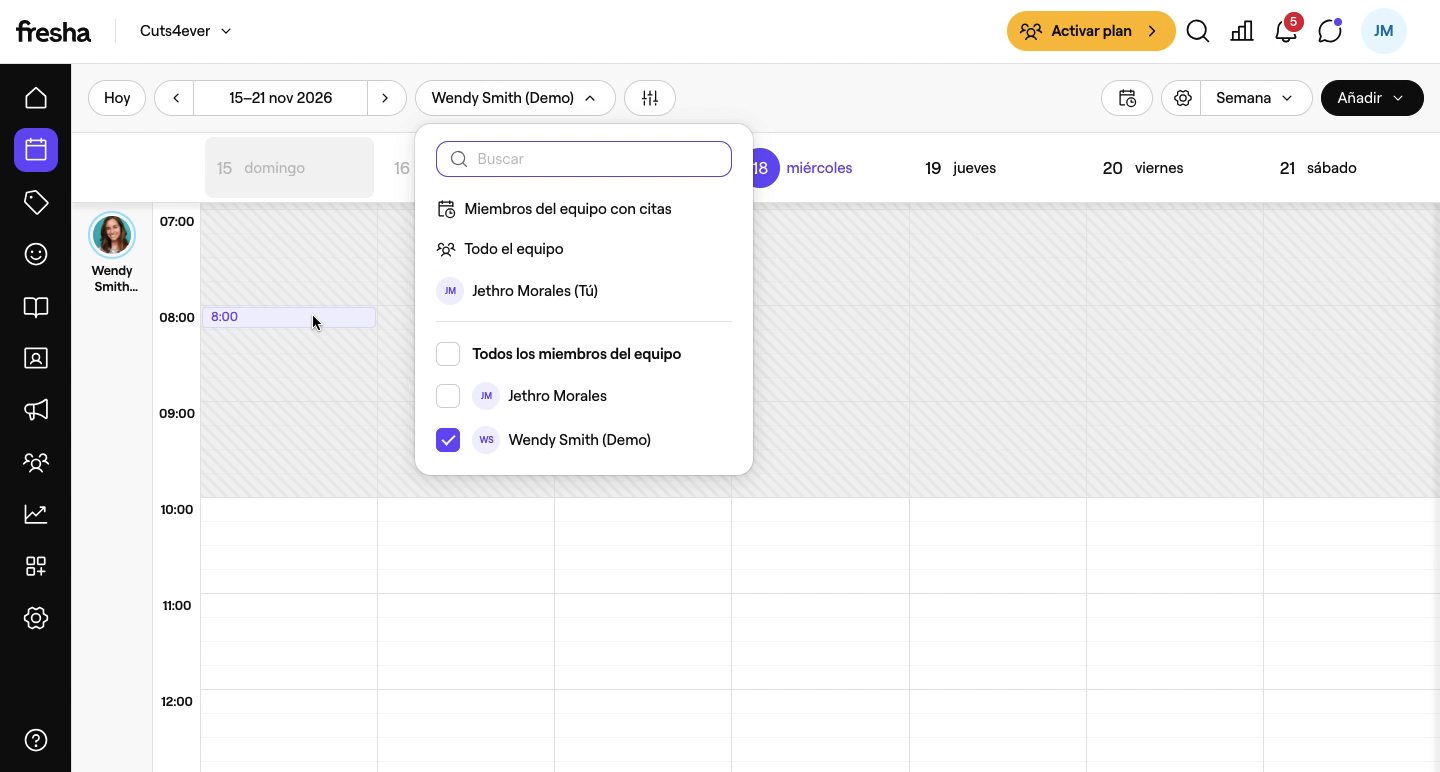 fresha
Cuts4ever
Activar plan
5
JM
Hoy
15–21 nov 2026
Wendy Smith (Demo)
Semana
Añadir
15 domingo
16
18 miércoles
19 jueves
20 viernes
21 sábado
Buscar
Miembros del equipo con citas
Todo el equipo
JM Jethro Morales (Tú)
Todos los miembros del equipo
JM Jethro Morales
WS Wendy Smith (Demo)
Wendy
Smith...
07:00
08:00
8:00
09:00
10:00
11:00
12:00